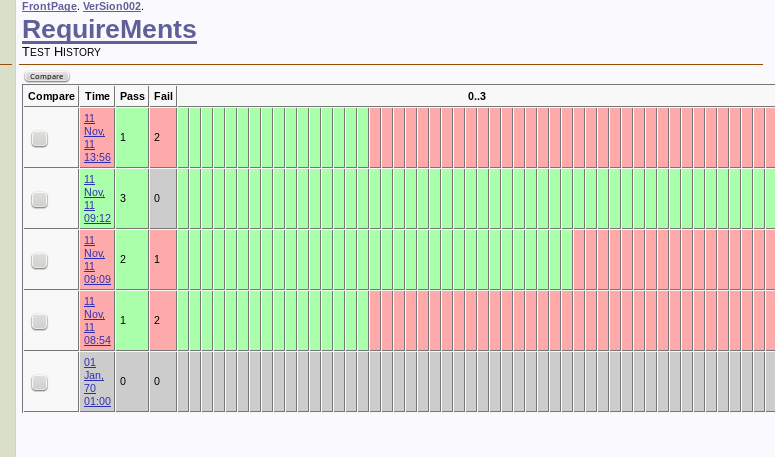 FrontPage. VerSion002.
RequireMents
TEST HISTORY
Compare
Compare Time Pass Fail 0..3
11 Nov, 11 13:56 1 2
11 Nov, 11 09:12 3 0
11 Nov, 11 09:09 2 1
11 Nov, 11 08:54 1 2
01 Jan, 70 01:00 0 0